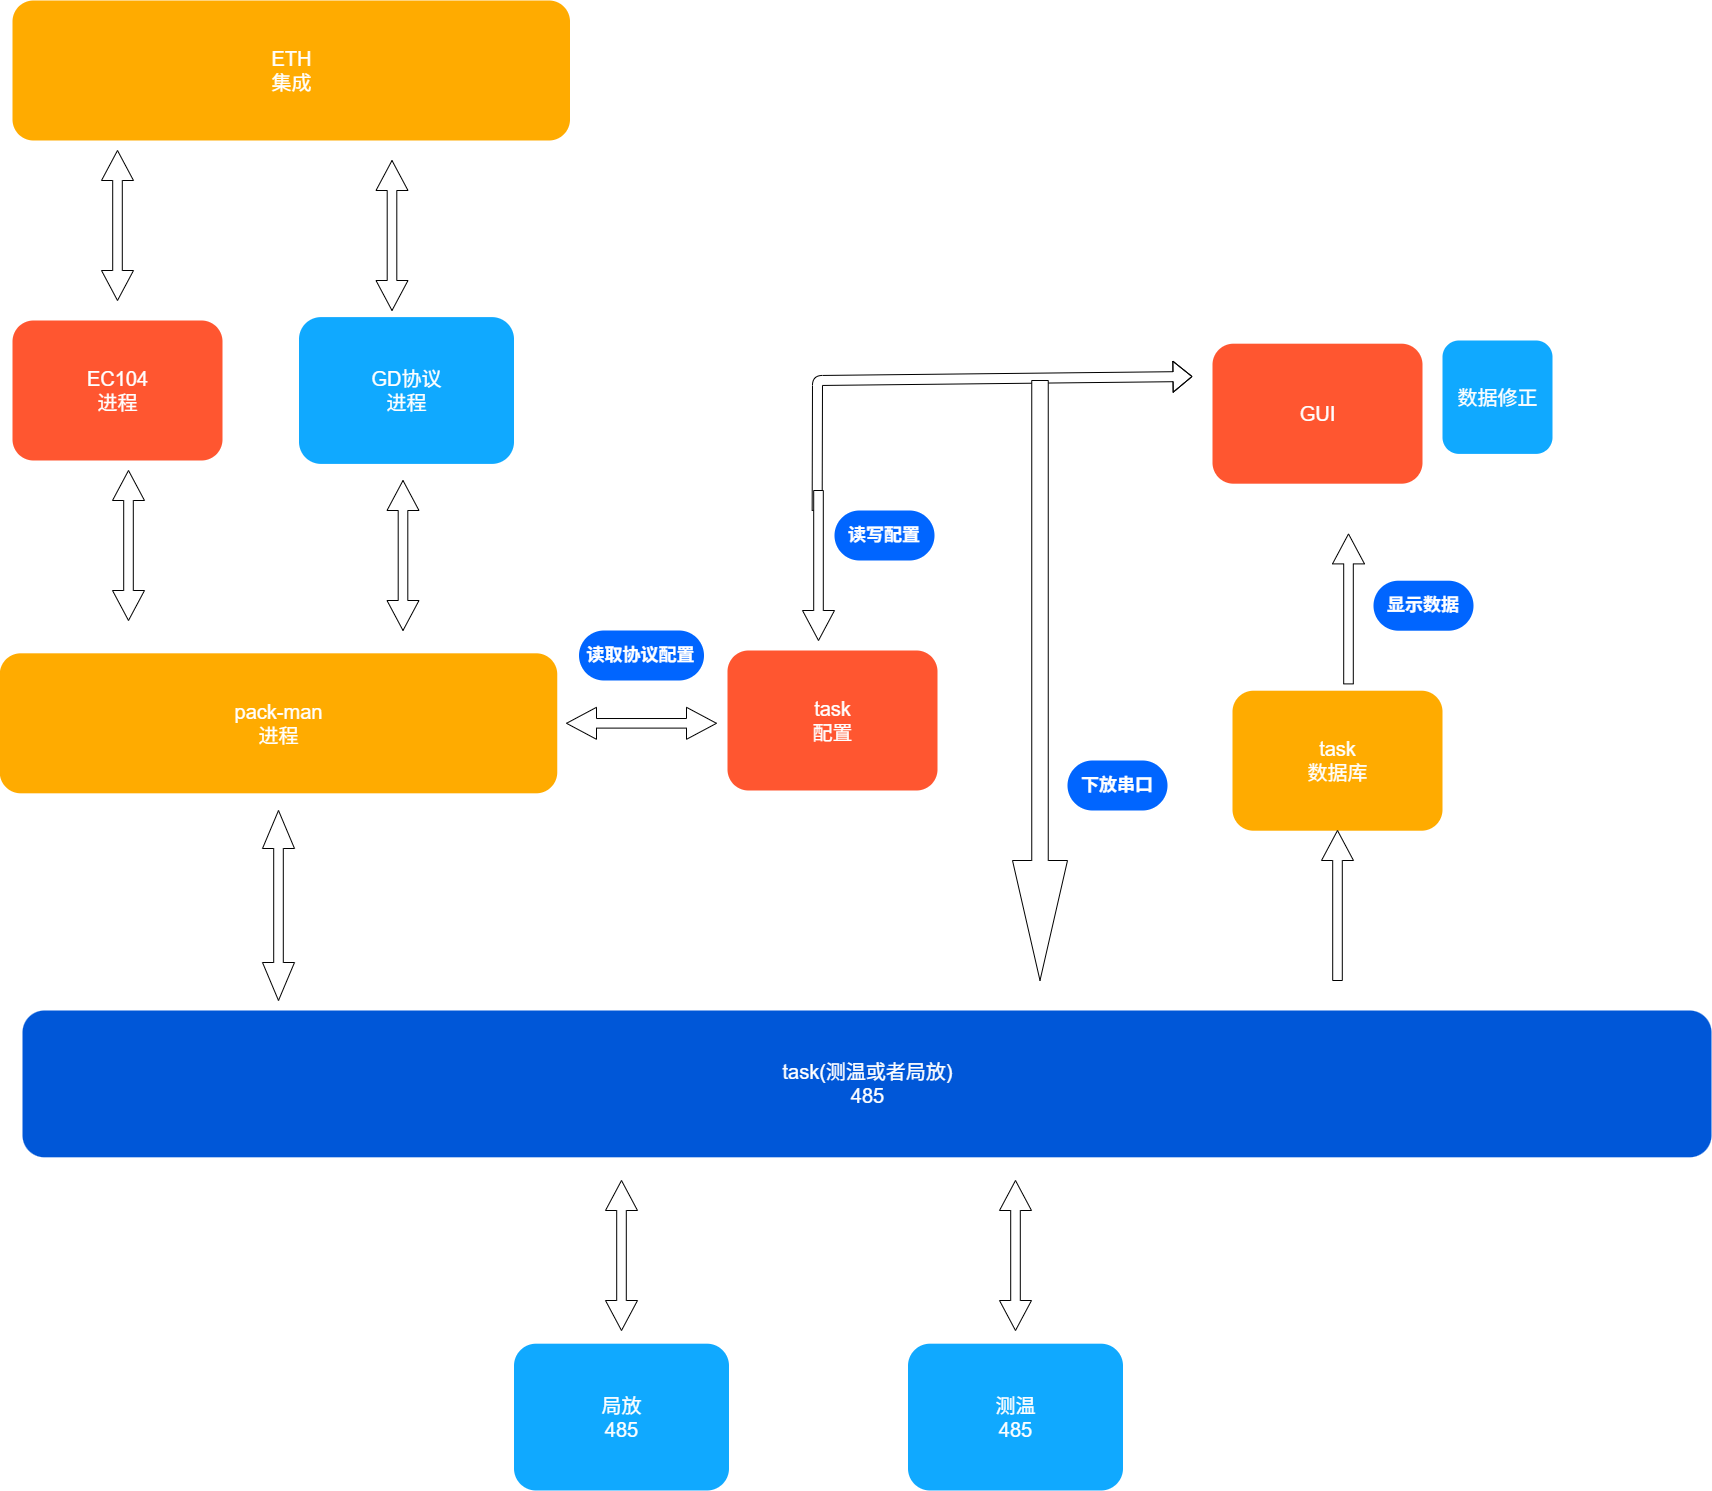 ETH
集成
EC104
进程
GD协议
进程
GUI
数据修正
读写配置
显示数据
读取协议配置
pack-man
进程
task
配置
task
数据库
下放串口
task(测温或者局放)
485
局放
485
测温
485